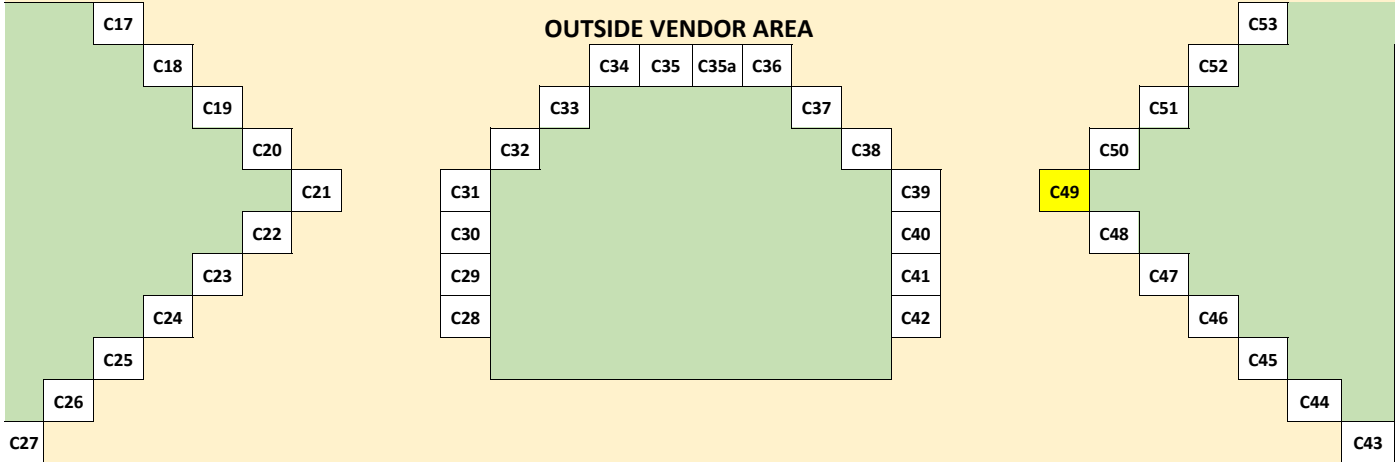 C17 OUTSIDE VENDOR AREA C53
C18 C34 C35 C35a C36 C52
C19 C33 C37 C51
C20 C32 C38 C50
C21 C31 C39 C49
C22 C30 C40 C48
C23 C29 C41 C47
C24 C28 C42 C46
C25 C45
C26 C44
C27 C43